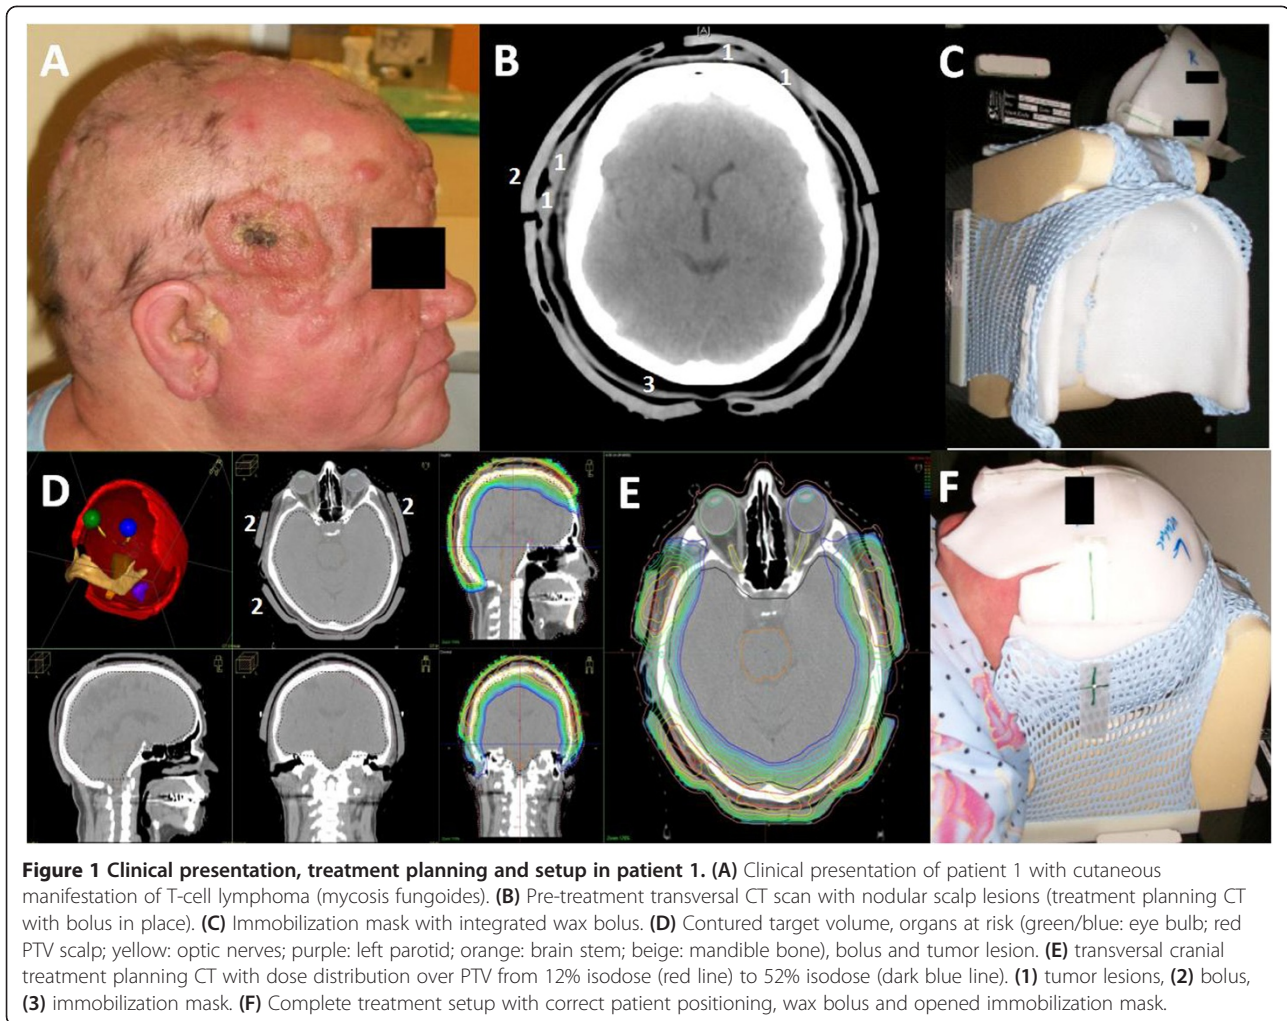 A
B
C
[A]
1
1
1
2
1
3
R
D
2
2
2
E
F
L
Figure 1 Clinical presentation, treatment planning and setup in patient 1. (A) Clinical presentation of patient 1 with cutaneous
manifestation of T-cell lymphoma (mycosis fungoides). (B) Pre-treatment transversal CT scan with nodular scalp lesions (treatment planning CT
with bolus in place). (C) Immobilization mask with integrated wax bolus. (D) Contured target volume, organs at risk (green/blue: eye bulb; red
PTV scalp; yellow: optic nerves; purple: left parotid; orange: brain stem; beige: mandible bone), bolus and tumor lesion. (E) transversal cranial
treatment planning CT with dose distribution over PTV from 12% isodose (red line) to 52% isodose (dark blue line). (1) tumor lesions, (2) bolus,
(3) immobilization mask. (F) Complete treatment setup with correct patient positioning, wax bolus and opened immobilization mask.